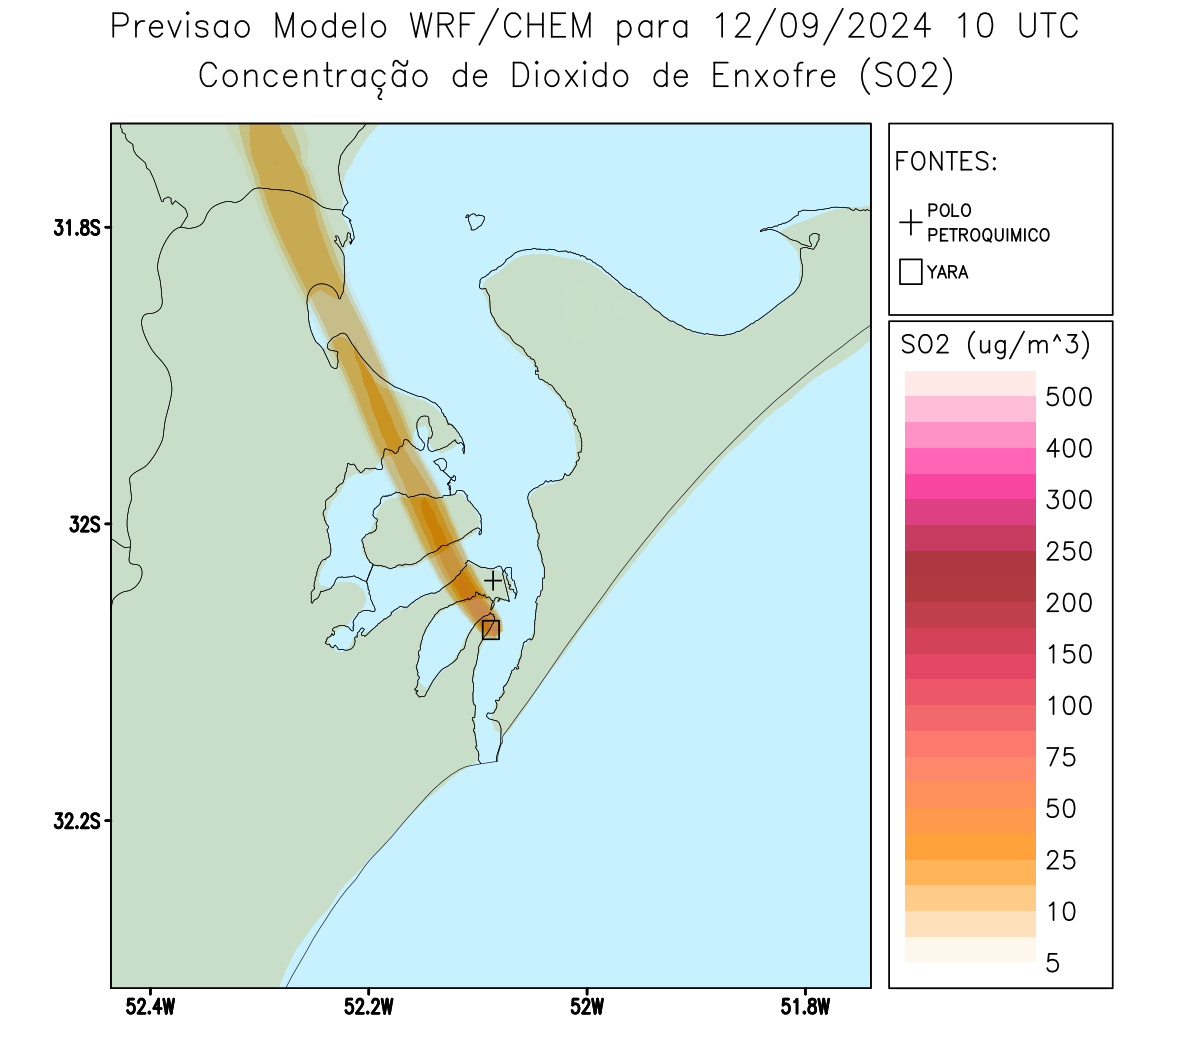 Previsao Modelo WRF/CHEM para 12/09/2024 10 UTC
Concentração de Dioxido de Enxofre (SO2)
FONTES:
POLO
PETROQUIMICO
YARA
SO2 (ug/m^3)
500
400
300
250
200
150
100
75
50
25
10
5
31.8S
32S
32.2S
52.4W
52.2W
52W
51.8W